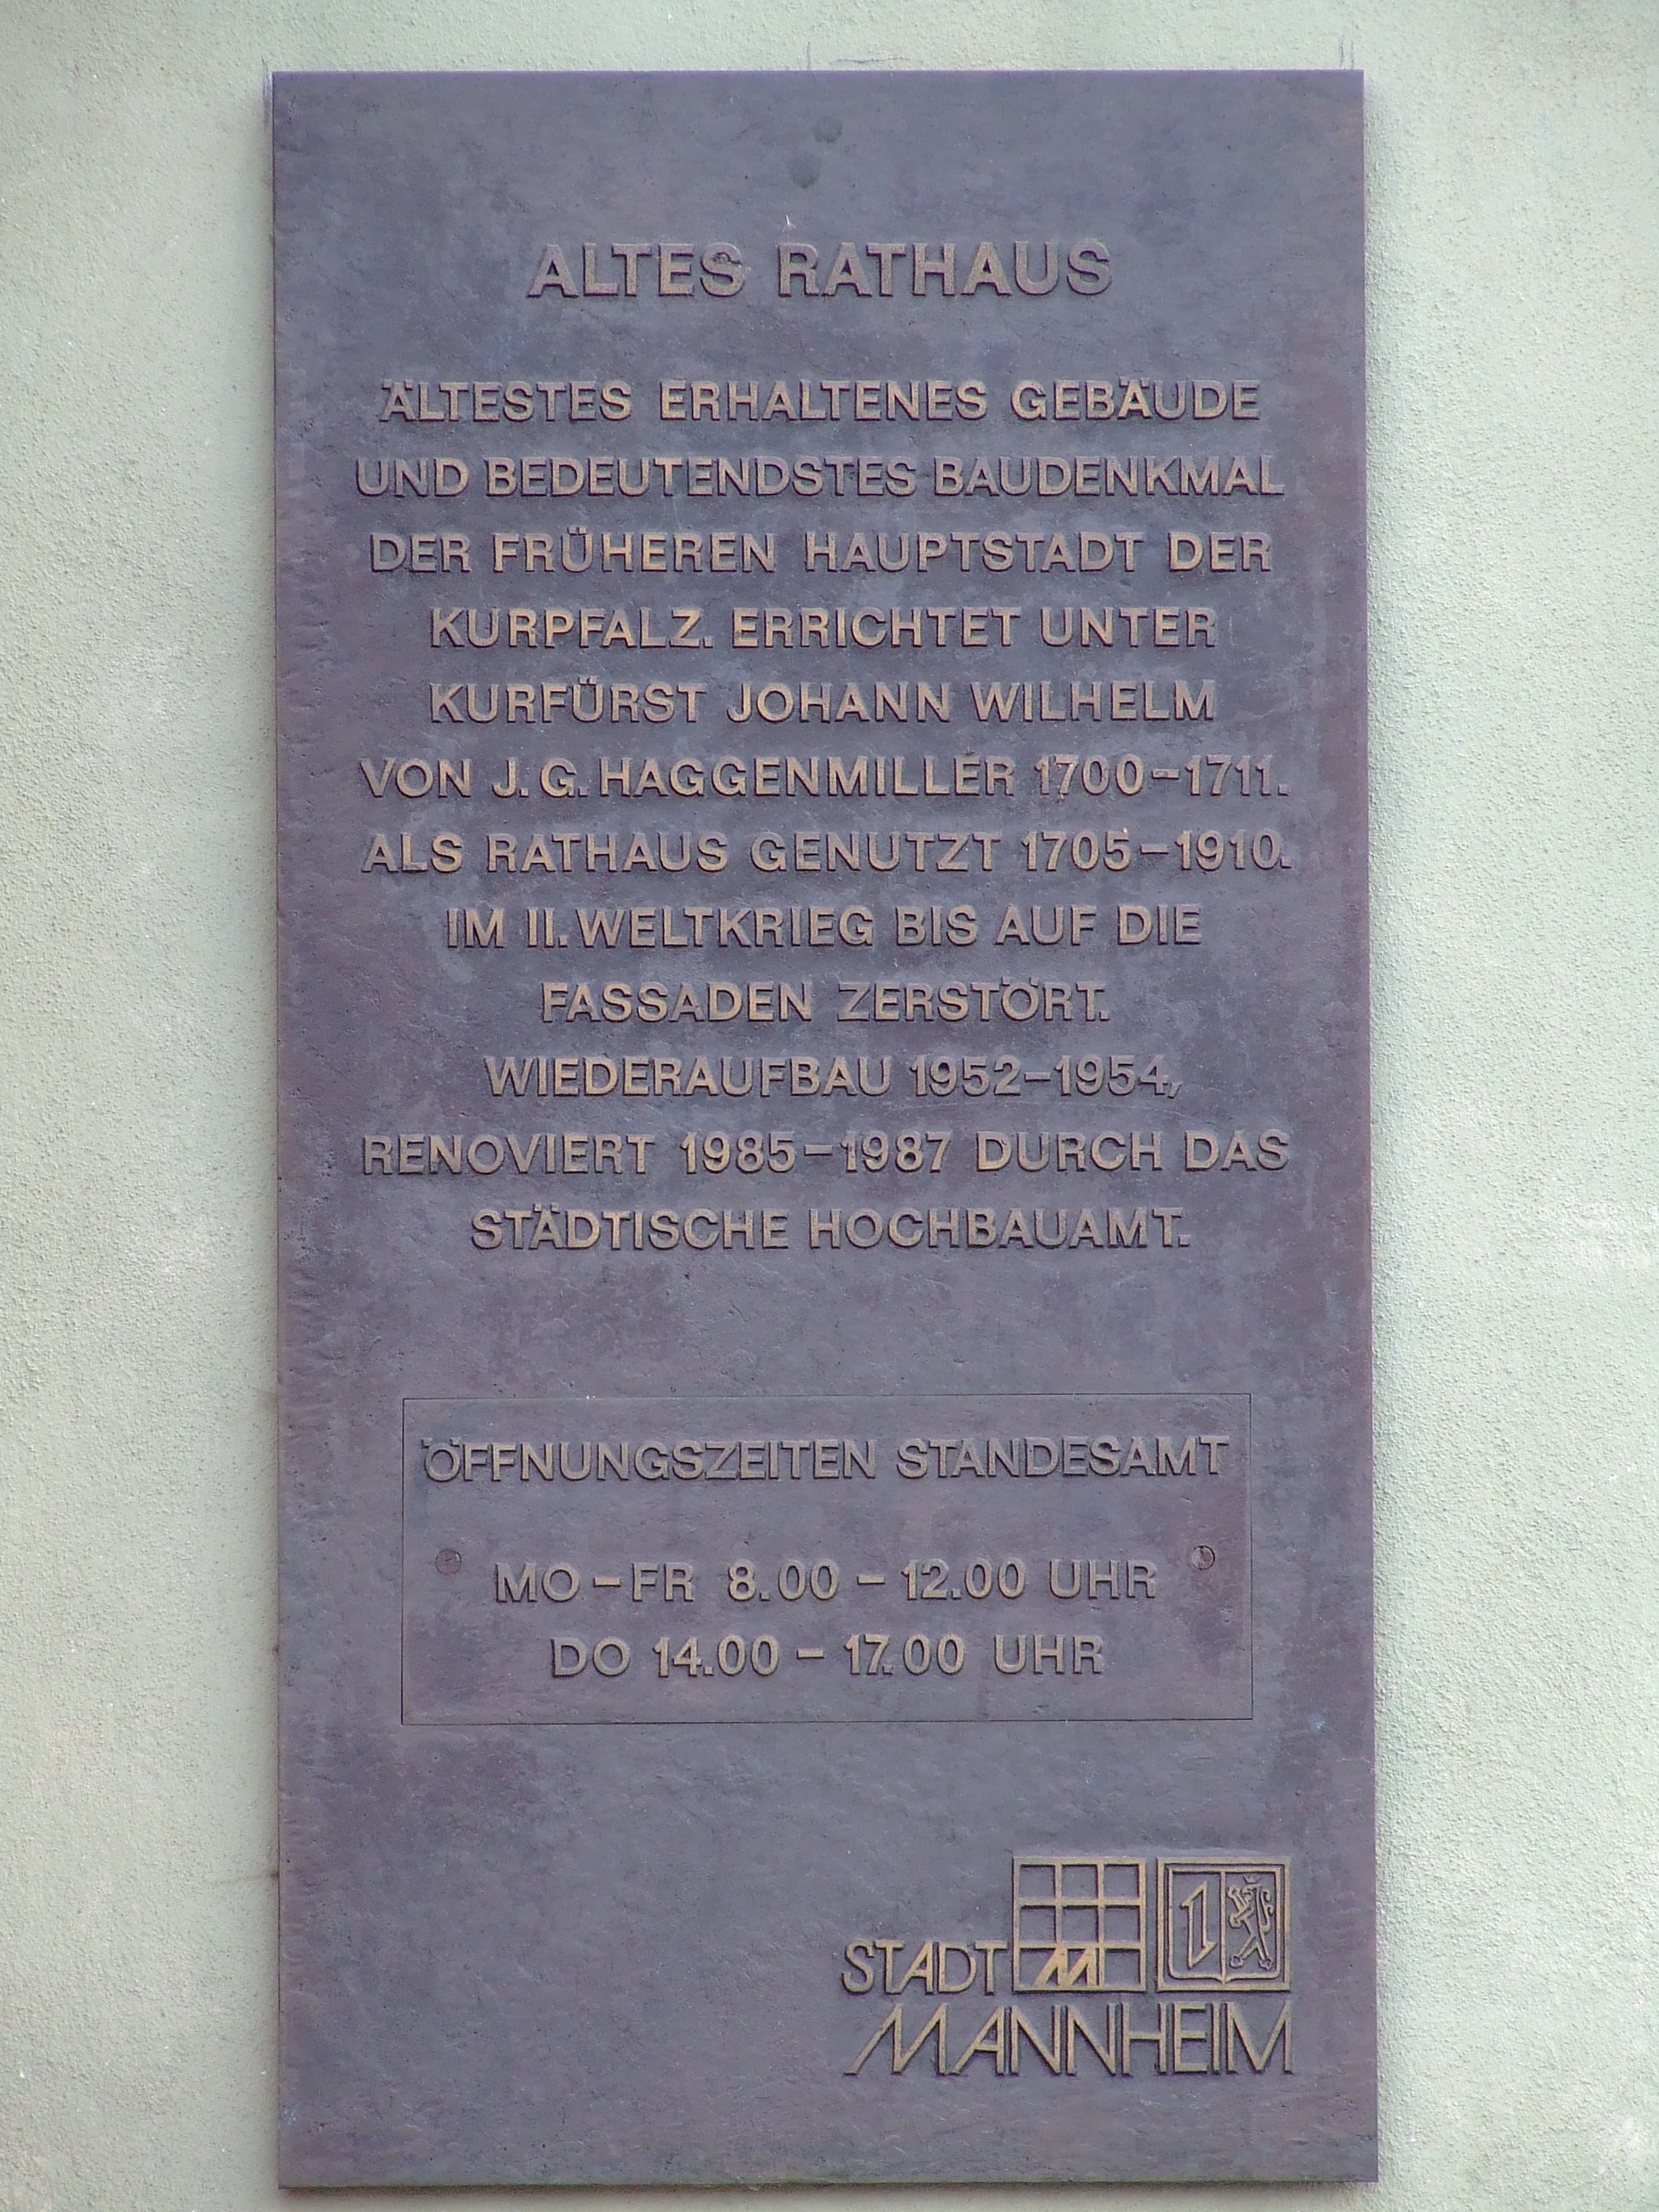 ALTES RATHAUS
ÄLTESTES ERHALTENES GEBÄUDE
UND BEDEUTENDSTES BAUDENKMAL
DER FRÜHEREN HAUPTSTADT DER
KURPFALZ. ERRICHTET UNTER
KURFÜRST JOHANN WILHELM
VON J. G. HAGGENMILLER 1700–1711.
ALS RATHAUS GENUTZT 1705–1910.
IM II. WELTKRIEG BIS AUF DIE
FASSADEN ZERSTÖRT.
WIEDERAUFBAU 1952–1954,
RENOVIERT 1985–1987 DURCH DAS
STÄDTISCHE HOCHBAUAMT.
ÖFFNUNGSZEITEN STANDESAMT
MO – FR 8.00 – 12.00 UHR
DO 14.00 – 17.00 UHR
STADT M
MANNHEIM